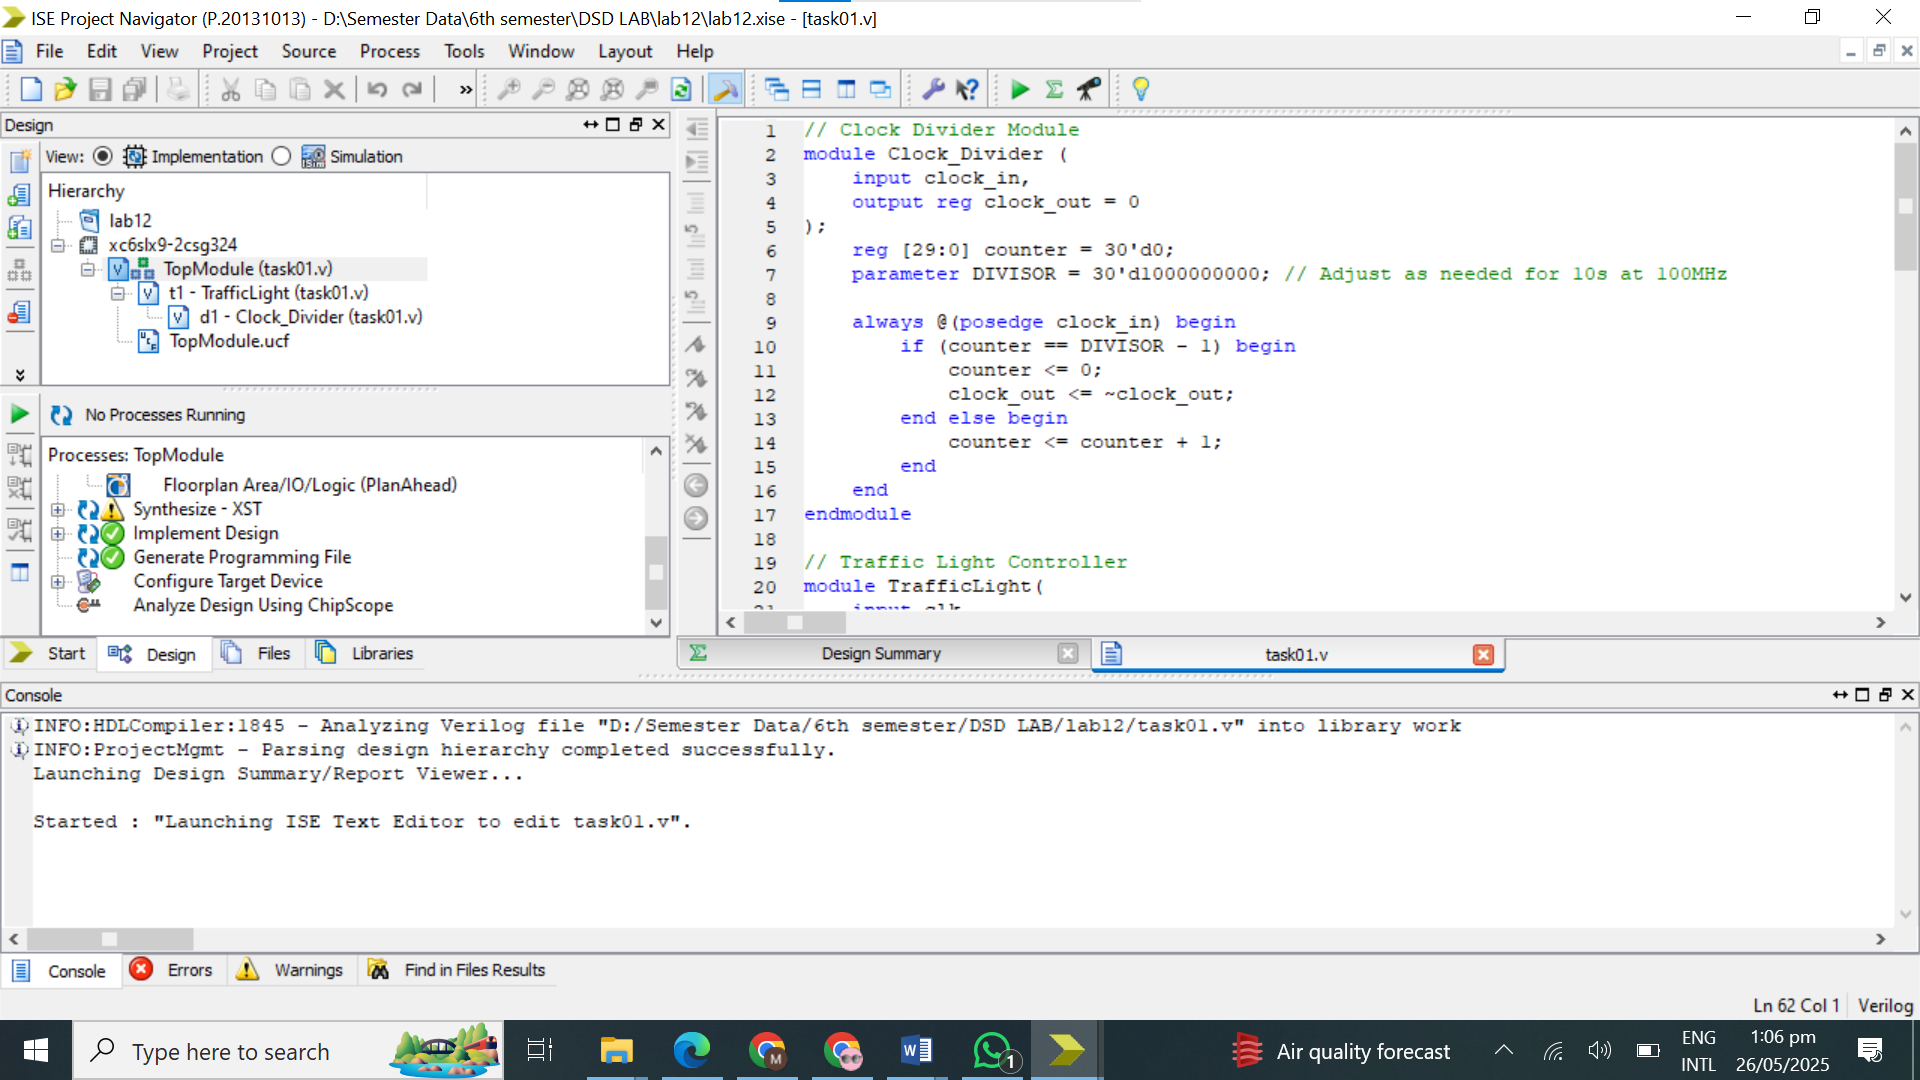 ISE Project Navigator (P.20131013) - D:\Semester Data\6th semester\DSD LAB\lab12\lab12.xise - [task01.v]
File Edit View Project Source Process Tools Window Layout Help
Design
View: Implementation Simulation
Hierarchy
lab12
xc6slx9-2csg324
TopModule (task01.v)
t1 - TrafficLight (task01.v)
d1 - Clock_Divider (task01.v)
TopModule.ucf
No Processes Running
Processes: TopModule
Floorplan Area/IO/Logic (PlanAhead)
Synthesize - XST
Implement Design
Generate Programming File
Configure Target Device
Analyze Design Using ChipScope
Start Design Files Libraries
1 // Clock Divider Module
2 module Clock_Divider (
3 input clock_in,
4 output reg clock_out = 0
5 );
6 reg [29:0] counter = 30'd0;
7 parameter DIVISOR = 30'd1000000000; // Adjust as needed for 10s at 100MHz
8
9 always @(posedge clock_in) begin
10 if (counter == DIVISOR - 1) begin
11 counter <= 0;
12 clock_out <= ~clock_out;
13 end else begin
14 counter <= counter + 1;
15 end
16 end
17 endmodule
18
19 // Traffic Light Controller
20 module TrafficLight(
21 input clk
Design Summary task01.v
Console
INFO:HDLCompiler:1845 - Analyzing Verilog file "D:/Semester Data/6th semester/DSD LAB/lab12/task01.v" into library work
INFO:ProjectMgmt - Parsing design hierarchy completed successfully.
Launching Design Summary/Report Viewer...
Started : "Launching ISE Text Editor to edit task01.v".
Console Errors Warnings Find in Files Results
Ln 62 Col 1 Verilog
Type here to search
1
Air quality forecast
ENG
INTL
1:06 pm
26/05/2025